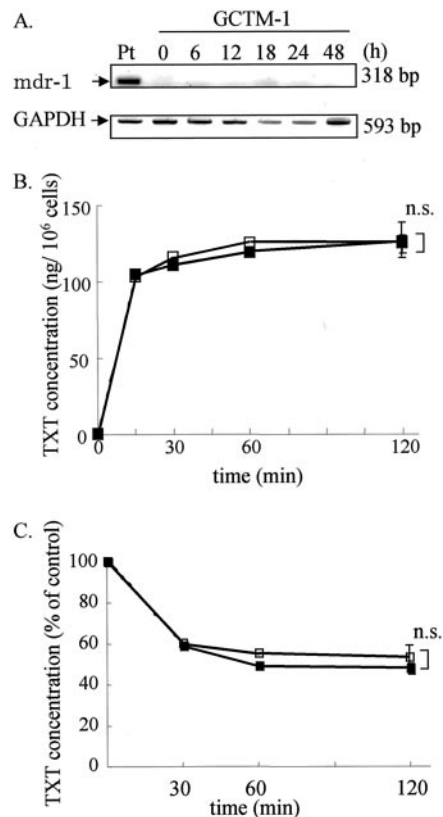 A.
GCTM-1
Pt 0 6 12 18 24 48 (h)
mdr-1 318 bp
GAPDH 593 bp
B.
TXT concentration (ng/ 10⁶ cells)
150
100
50
0
0 30 60 120
time (min)
n.s.
C.
TXT concentration (% of control)
100
80
60
40
20
0
30 60 120
time (min)
n.s.